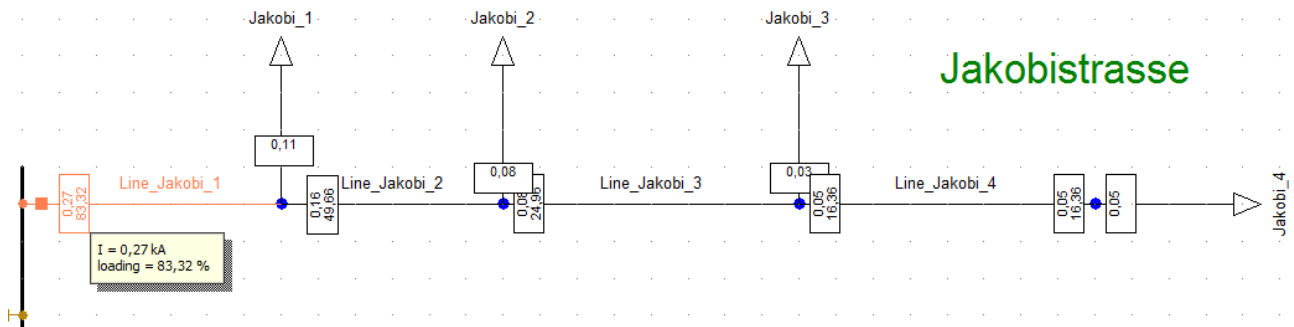 Jakobi_1
Jakobi_2
Jakobi_3
Jakobistrasse
0,11
0,08
0,03
Line_Jakobi_1
Line_Jakobi_2
Line_Jakobi_3
Line_Jakobi_4
0,27
83,32
0,16
49,66
0,08
24,95
0,05
16,36
0,05
16,36
0,05
Jakobi_4
I = 0,27 kA
loading = 83,32 %